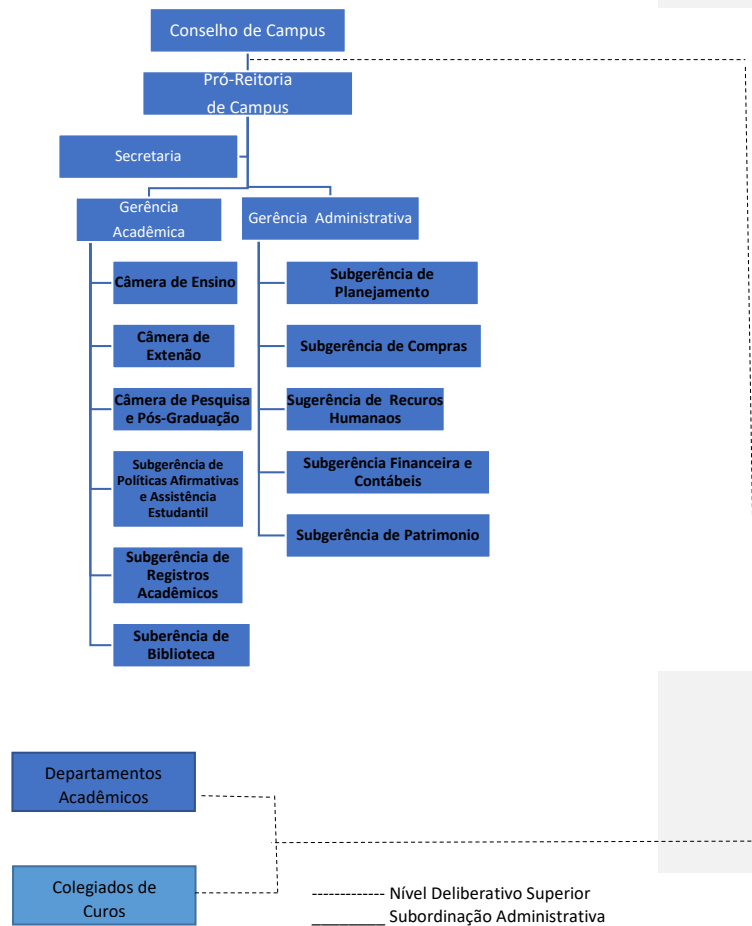 Conselho de Campus
Pró-Reitoria
de Campus
Secretaria
Gerência
Acadêmica
Gerência Administrativa
Câmera de Ensino
Câmera de
Extenão
Câmera de Pesquisa
e Pós-Graduação
Subgerência de
Políticas Afirmativas
e Assistência
Estudantil
Subgerência de
Registros
Acadêmicos
Suberência de
Biblioteca
Subgerência de
Planejamento
Subgerência de Compras
Sugerência de Recuros
Humanaos
Subgerência Financeira e
Contábeis
Subgerência de Patrimonio
Departamentos
Acadêmicos
Colegiados de
Curos
------------- Nível Deliberativo Superior
________ Subordinação Administrativa